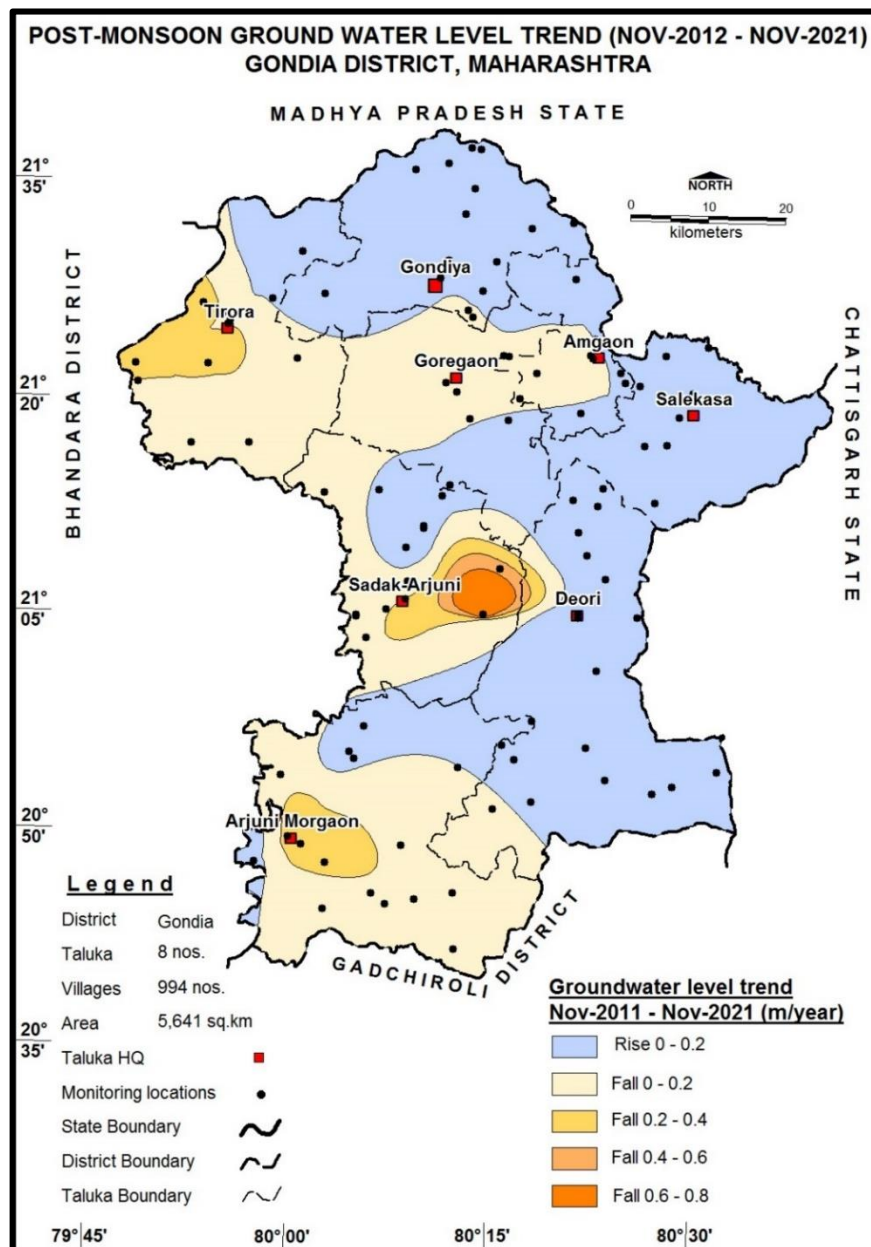 POST-MONSOON GROUND WATER LEVEL TREND (NOV-2012 - NOV-2021)
GONDIA DISTRICT, MAHARASHTRA
MADHYA PRADESH STATE
21°
35'
NORTH
0 10 20
kilometers
BHANDARA DISTRICT
Gondiya
Tirora
CHATTISGARH STATE
Amgaon
Goregaon
21°
20'
Salekasa
Sadak-Arjuni
Deori
21°
05'
20°
50'
Arjuni Morgaon
GADCHIROLI DISTRICT
Legend
District Gondia
Taluka 8 nos.
Villages 994 nos.
Area 5,641 sq.km
Taluka HQ
Monitoring locations
State Boundary
District Boundary
Taluka Boundary
20°
35'
Groundwater level trend
Nov-2011 - Nov-2021 (m/year)
Rise 0 - 0.2
Fall 0 - 0.2
Fall 0.2 - 0.4
Fall 0.4 - 0.6
Fall 0.6 - 0.8
79°45' 80°00' 80°15' 80°30'